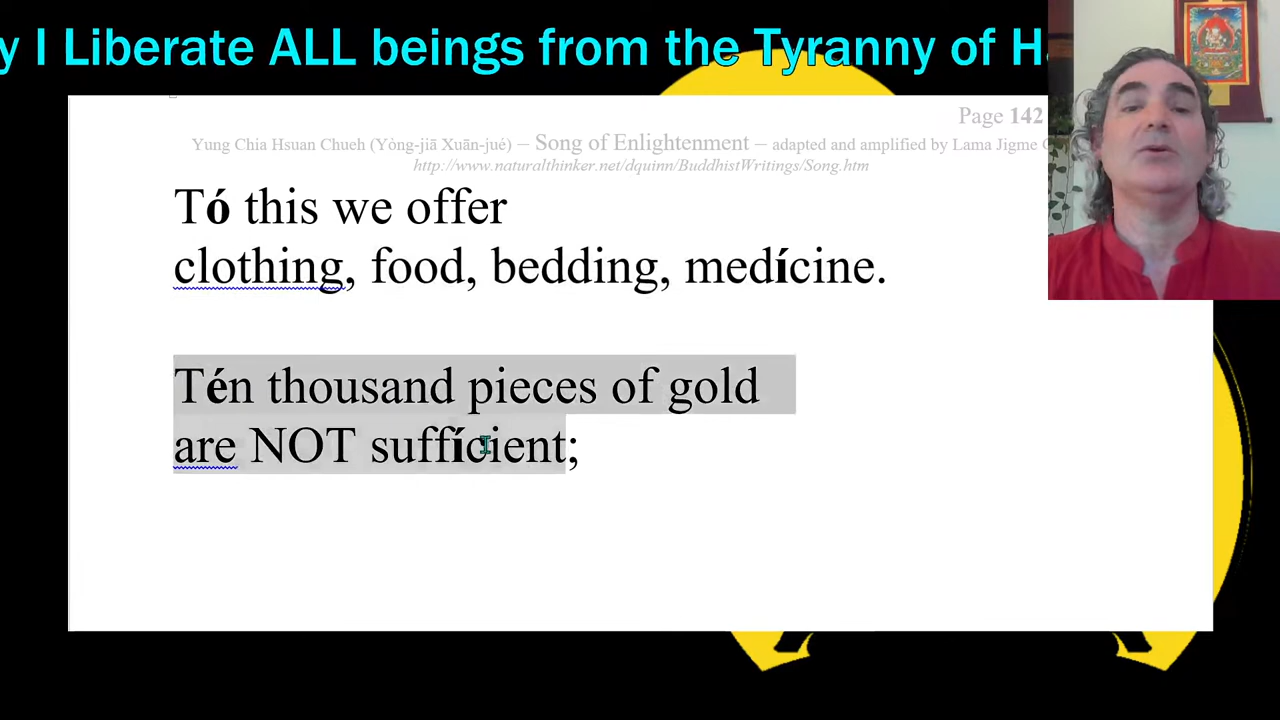 y I Liberate ALL beings from the Tyranny of H
Page 142
Yung Chia Hsuan Chueh (Yóng-jiā Xuān-jué) – Song of Enlightenment – adapted and amplified by Lama Jigme
http://www.naturalthinker.net/dquinn/BuddhistWritings/Song.htm
Tó this we offer
clothing, food, bedding, medícine.
Tén thousand pieces of gold
are NOT suffícient;